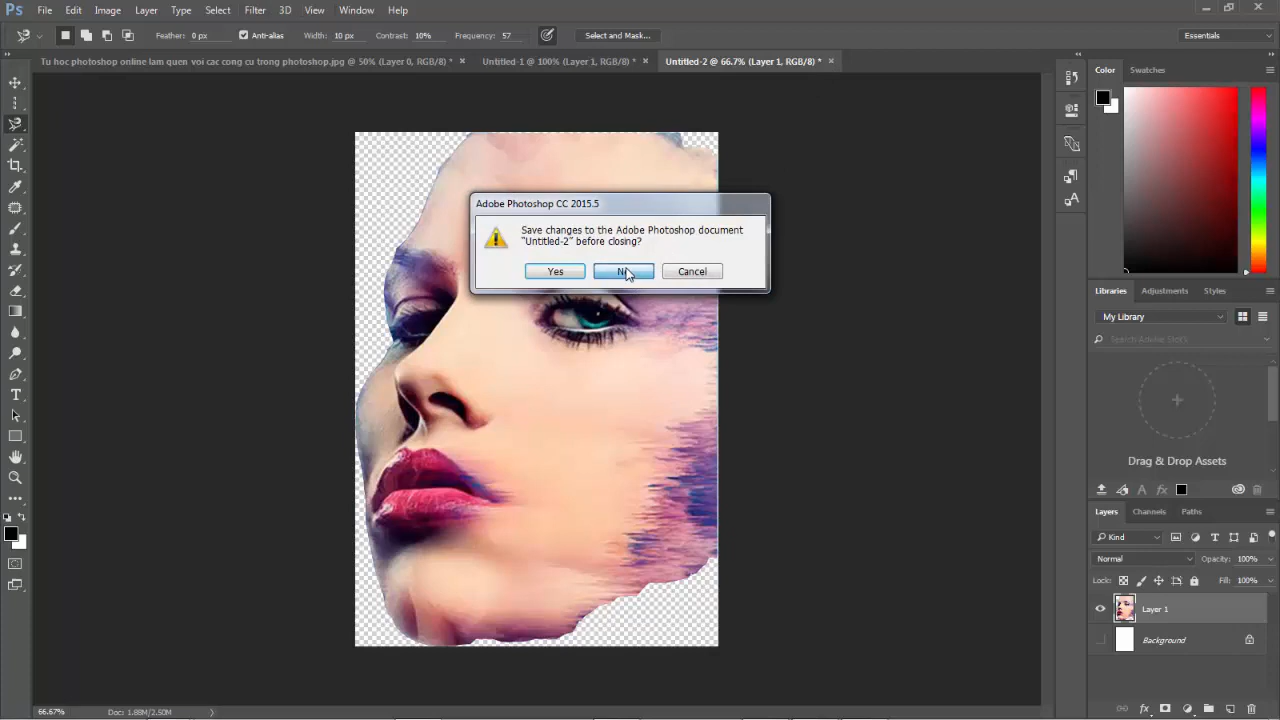 Ps File Edit Image Layer Type Select Filter 3D View Window Help
Feather: 0 px Anti-alias Width: 10 px Contrast: 10% Frequency: 57 Select and Mask... Essentials
Tu hoc photoshop online lam quen voi cac cong cu trong photoshop.jpg @ 50% (Layer 0, RGB/8) * Untitled-1 @ 100% (Layer 1, RGB/8) * Untitled-2 @ 66.7% (Layer 1, RGB/8) *
Color Swatches
Adobe Photoshop CC 2015.5
Save changes to the Adobe Photoshop document
"Untitled-2" before closing?
Yes Cancel
Libraries Adjustments Styles
My Library
Search Adobe Stock
Drag & Drop Assets
Layers Channels Paths
Kind
Normal Opacity: 100%
Lock: Fill: 100%
Layer 1
Background
66.67% Doc: 1.88M/2.50M